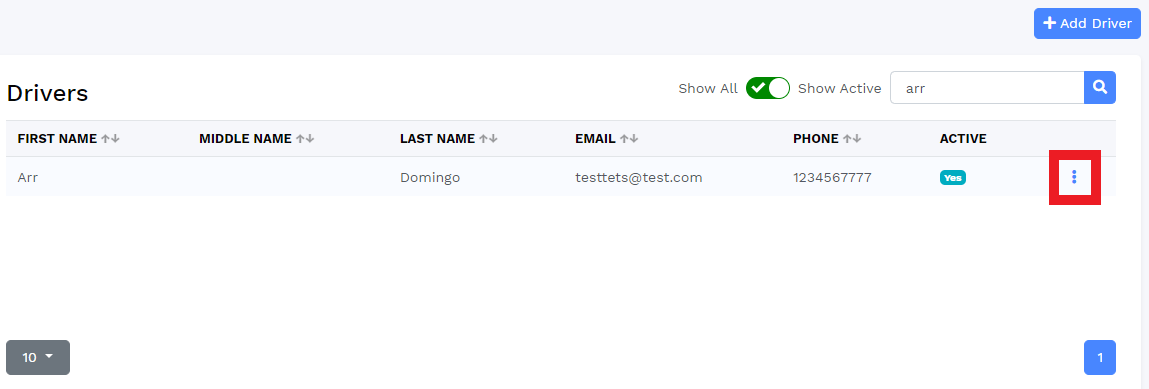 Add Driver
Drivers
Show All Show Active arr
FIRST NAME MIDDLE NAME LAST NAME EMAIL PHONE ACTIVE
Arr Domingo testtets@test.com 1234567777 Yes
10 1